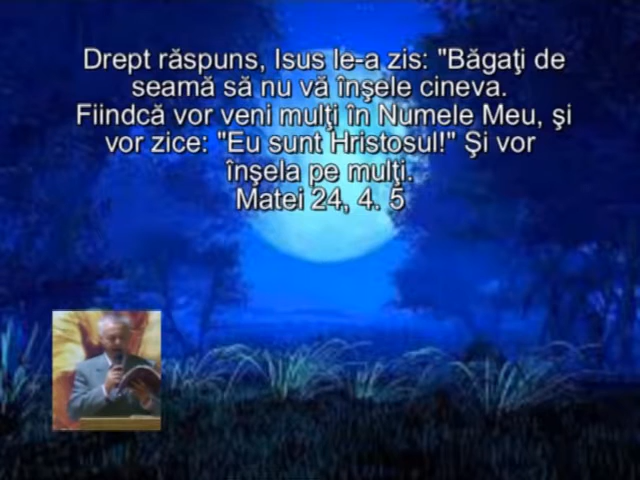 Drept răspuns, Isus le-a zis: "Băgaţi de
seamă să nu vă înşele cineva.
Fiindcă vor veni mulţi în Numele Meu, şi
vor zice: "Eu sunt Hristosul!" Şi vor
înşela pe mulţi.
Matei 24, 4. 5